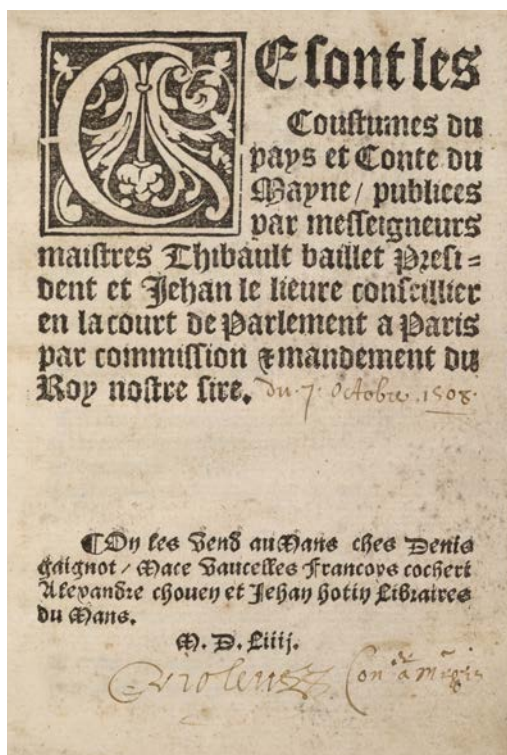 CE sont les
Coustumes du
pays et Conte du
Mayne / publiees
par messeigneurs
maistres Thibault baillet Presi=
dent et Jehan le lieure conseillier
en la court de Parlement a Paris
par commission & mandement du
Roy nostre sire. du .7. Octobre .1508.
¶ On les vend au Mans ches Denis
gaignot / Mace Vaucelles Francoys cocheri
Alexandre chouen et Jehan hotin Libraires
du Mans.
M. D. Liiij.